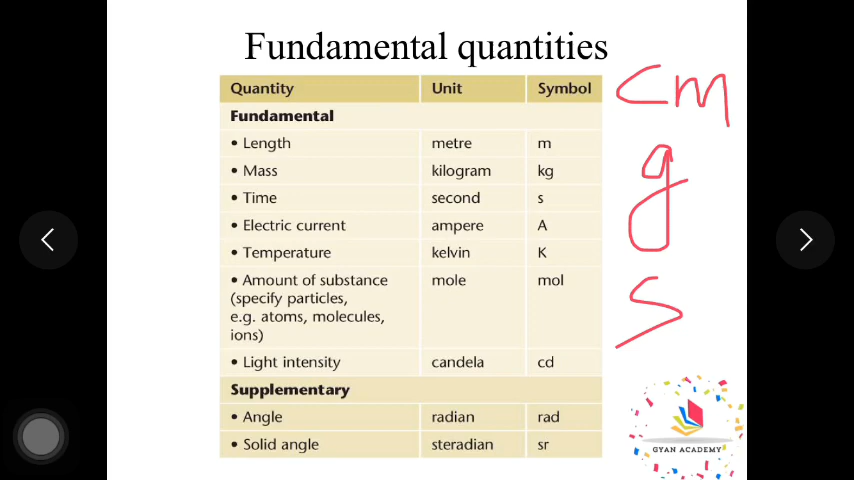 Fundamental quantities
Quantity Unit Symbol
Fundamental
• Length metre m
• Mass kilogram kg
• Time second s
• Electric current ampere A
• Temperature kelvin K
• Amount of substance mole mol
(specify particles,
e.g. atoms, molecules,
ions)
• Light intensity candela cd
Supplementary
• Angle radian rad
• Solid angle steradian sr
cm
g
s
GYAN ACADEMY